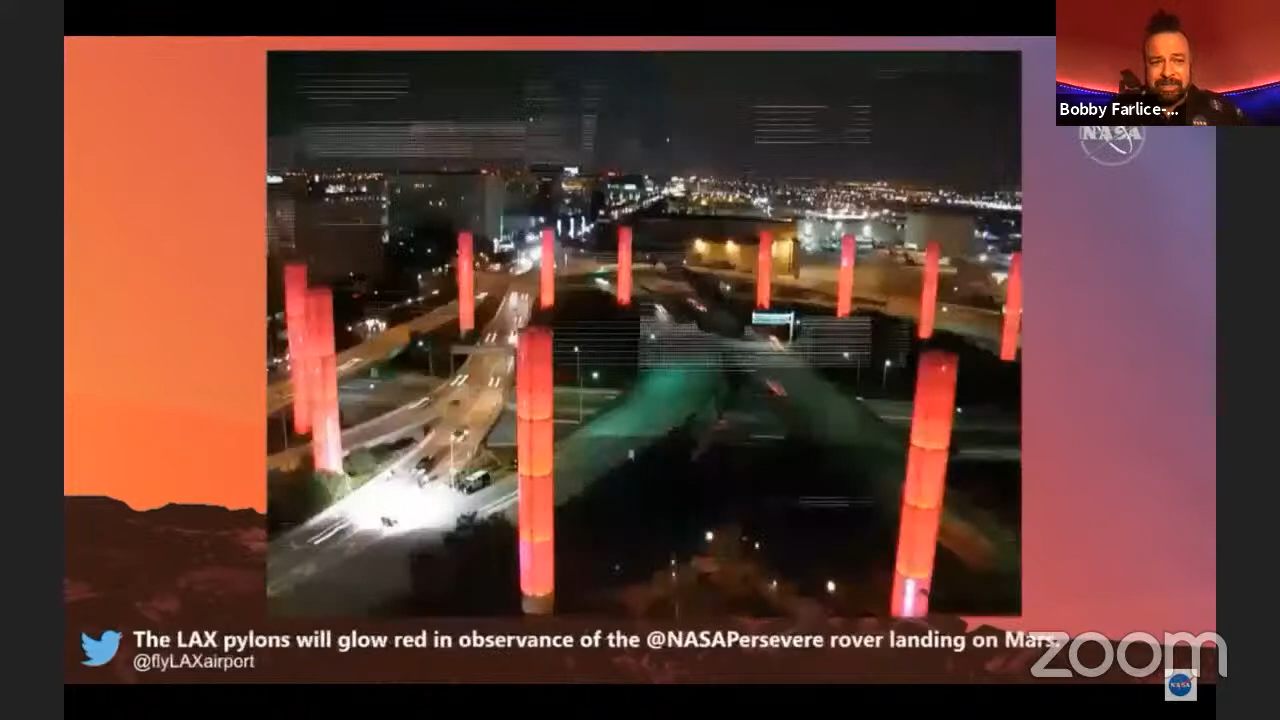 Bobby Farlice-...
NASA
The LAX pylons will glow red in observance of the @NASAPersevere rover landing on Mars.
@flyLAXairport
zoom
NASA